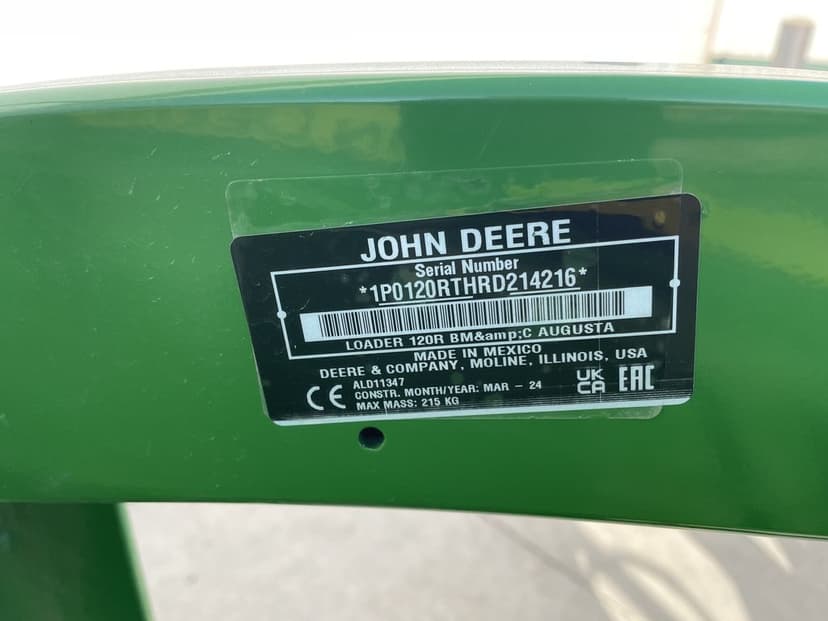 JOHN DEERE
Serial Number
*1P0120RTHRD214216*
LOADER 120R BM&amp;C AUGUSTA
MADE IN MEXICO
DEERE & COMPANY, MOLINE, ILLINOIS, USA
ALD11347
CONSTR. MONTH/YEAR: MAR - 24
MAX MASS: 215 KG
CE
UK
CA
EAC